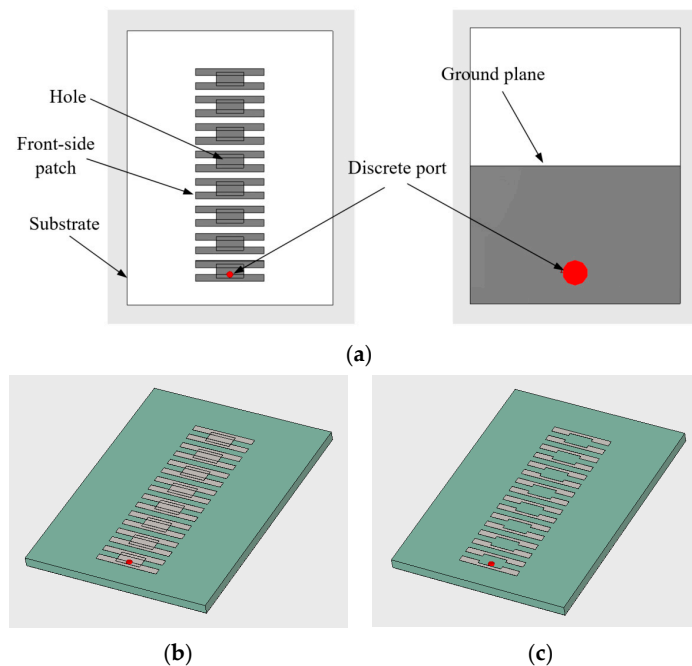 Hole
Front-side
patch
Substrate
Ground plane
Discrete port
(a)
(b)
(c)